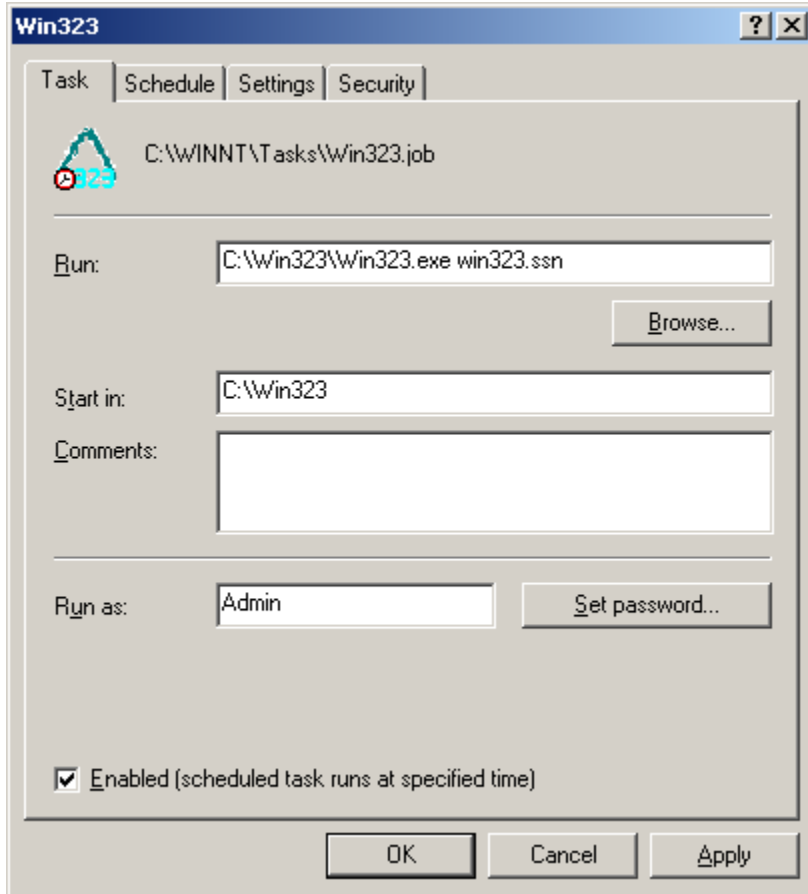 Win323
Task Schedule Settings Security
323
C:\WINNT\Tasks\Win323.job
Run: C:\Win323\Win323.exe win323.ssn
Browse...
Start in: C:\Win323
Comments:
Run as: Admin Set password...
Enabled (scheduled task runs at specified time)
OK Cancel Apply